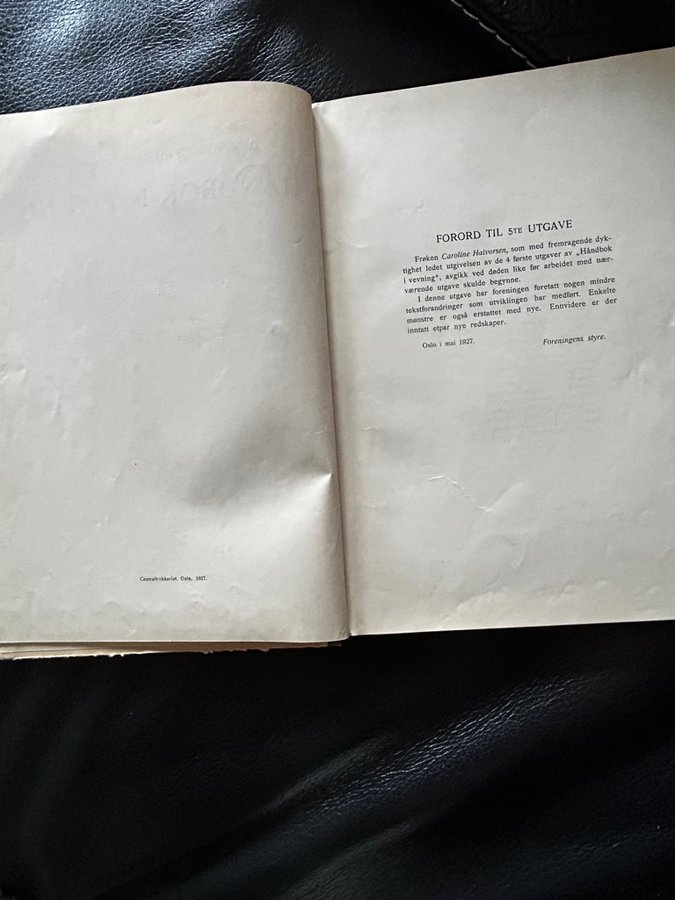 Centraltrykkeriet, Oslo. 1927.
FORORD TIL 5TE UTGAVE
Frøken Caroline Halvorsen, som med fremragende dyk-
tighet ledet utgivelsen av de 4 første utgaver av „Håndbok
i vevning“, avgikk ved døden like før arbeidet med nær-
værende utgave skulde begynne.
I denne utgave har foreningen foretatt nogen mindre
tekstforandringer som utviklingen har medført. Enkelte
mønstre er også erstattet med nye. Ennvidere er der
inntatt etpar nye redskaper.
Oslo i mai 1927.
Foreningens styre.